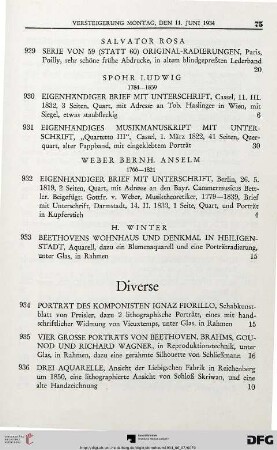 VERSTEIGERUNG MONTAG, DEN 11. JUNI 1934 75
SALVATOR ROSA
929 SERIE VON 59 (STATT 60) ORIGINAL-RADIERUNGEN, Paris,
Poilly, sehr schöne frühe Abdrucke, in altem blindgepreßten Lederband
20
SPOHR LUDWIG
1784—1859
930 EIGENHÄNDIGER BRIEF MIT UNTERSCHRIFT, Cassel, 11. III.
1832, 3 Seiten, Quart, mit Adresse an Tob. Haslinger in Wien, mit
Siegel, etwas stockfleckig 6
931 EIGENHÄNDIGES MUSIKMANUSKRIPT MIT UNTER-
SCHRIFT, „Quartetto III“, Cassel, 1. März 1823, 41 Seiten, Quer-
quart, alter Pappband, mit eingeklebtem Porträt 30
WEBER BERNH. ANSELM
1766—1821
932 EIGENHÄNDIGER BRIEF MIT UNTERSCHRIFT, Berlin, 26. 5.
1819, 2 Seiten, Quart, mit Adresse an den Bayr. Cammermusicus
Beigefügt: Gottfr. v. Weber, Musiktheoretiker, 1779—1839, Brief
mit Unterschrift, Darmstadt, 14. II. 1833, 1 Seite, Quart, und Porträt
in Kupferstich 4
H. WINTER
933 BEETHOVENS WOHNHAUS UND DENKMAL IN HEILIGEN-
STADT, Aquarell, dazu ein Blumenaquarell und eine Porträtradierung,
unter Glas, in Rahmen 15
Diverse
934 PORTRÄT DES KOMPONISTEN IGNAZ FIORILLO, Schabkunst-
blatt von Preisler, dazu 2 lithographische Porträts, eines mit hand-
schriftlicher Widmung von Vieuxtemps, unter Glas, in Rahmen 15
935 VIER GROSSE PORTRÄTS VON BEETHOVEN, BRAHMS, GOU-
NOD UND RICHARD WAGNER, in Reproduktionstechnik, unter
Glas, in Rahmen, dazu eine gerahmte Silhouette von Schließmann 16
936 DREI AQUARELLE, Ansicht der Liebigschen Fabrik in Reichenberg
um 1850, eine lithographierte Ansicht von Schloß Skriwan, und eine
alte Handzeichnung 10
DFG